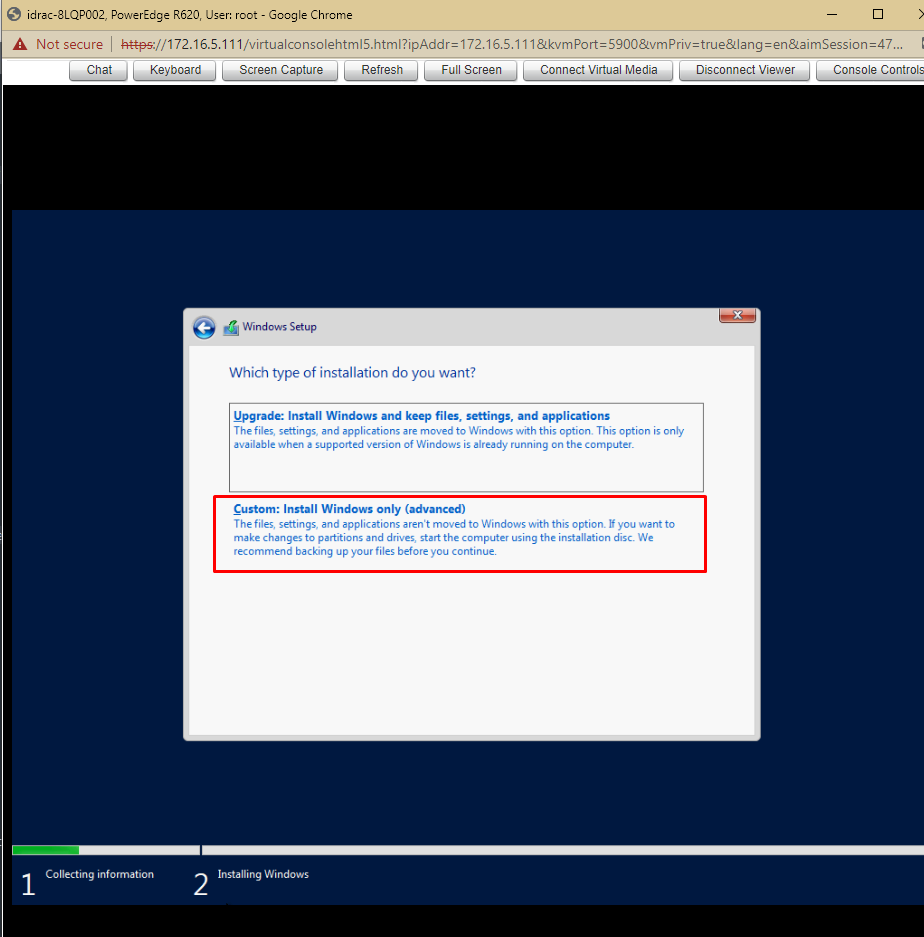 idrac-8LQP002, PowerEdge R620, User: root - Google Chrome
Not secure | https://172.16.5.111/virtualconsolehtml5.html?ipAddr=172.16.5.111&kvmPort=5900&vmPriv=true&lang=en&aimSession=47...
Chat Keyboard Screen Capture Refresh Full Screen Connect Virtual Media Disconnect Viewer Console Controls
Windows Setup
Which type of installation do you want?
Upgrade: Install Windows and keep files, settings, and applications
The files, settings, and applications are moved to Windows with this option. This option is only
available when a supported version of Windows is already running on the computer.
Custom: Install Windows only (advanced)
The files, settings, and applications aren't moved to Windows with this option. If you want to
make changes to partitions and drives, start the computer using the installation disc. We
recommend backing up your files before you continue.
1 Collecting information 2 Installing Windows